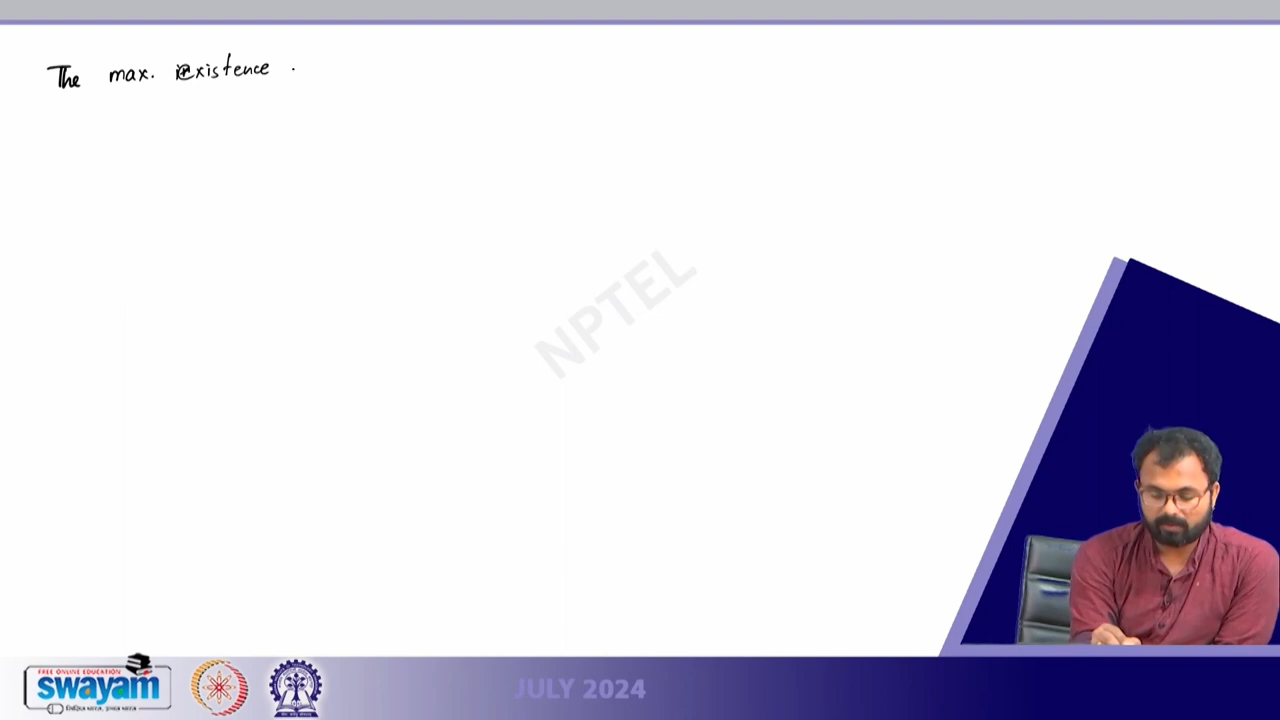 The max. existence .
NPTEL
FREE ONLINE EDUCATION
swayam
JULY 2024